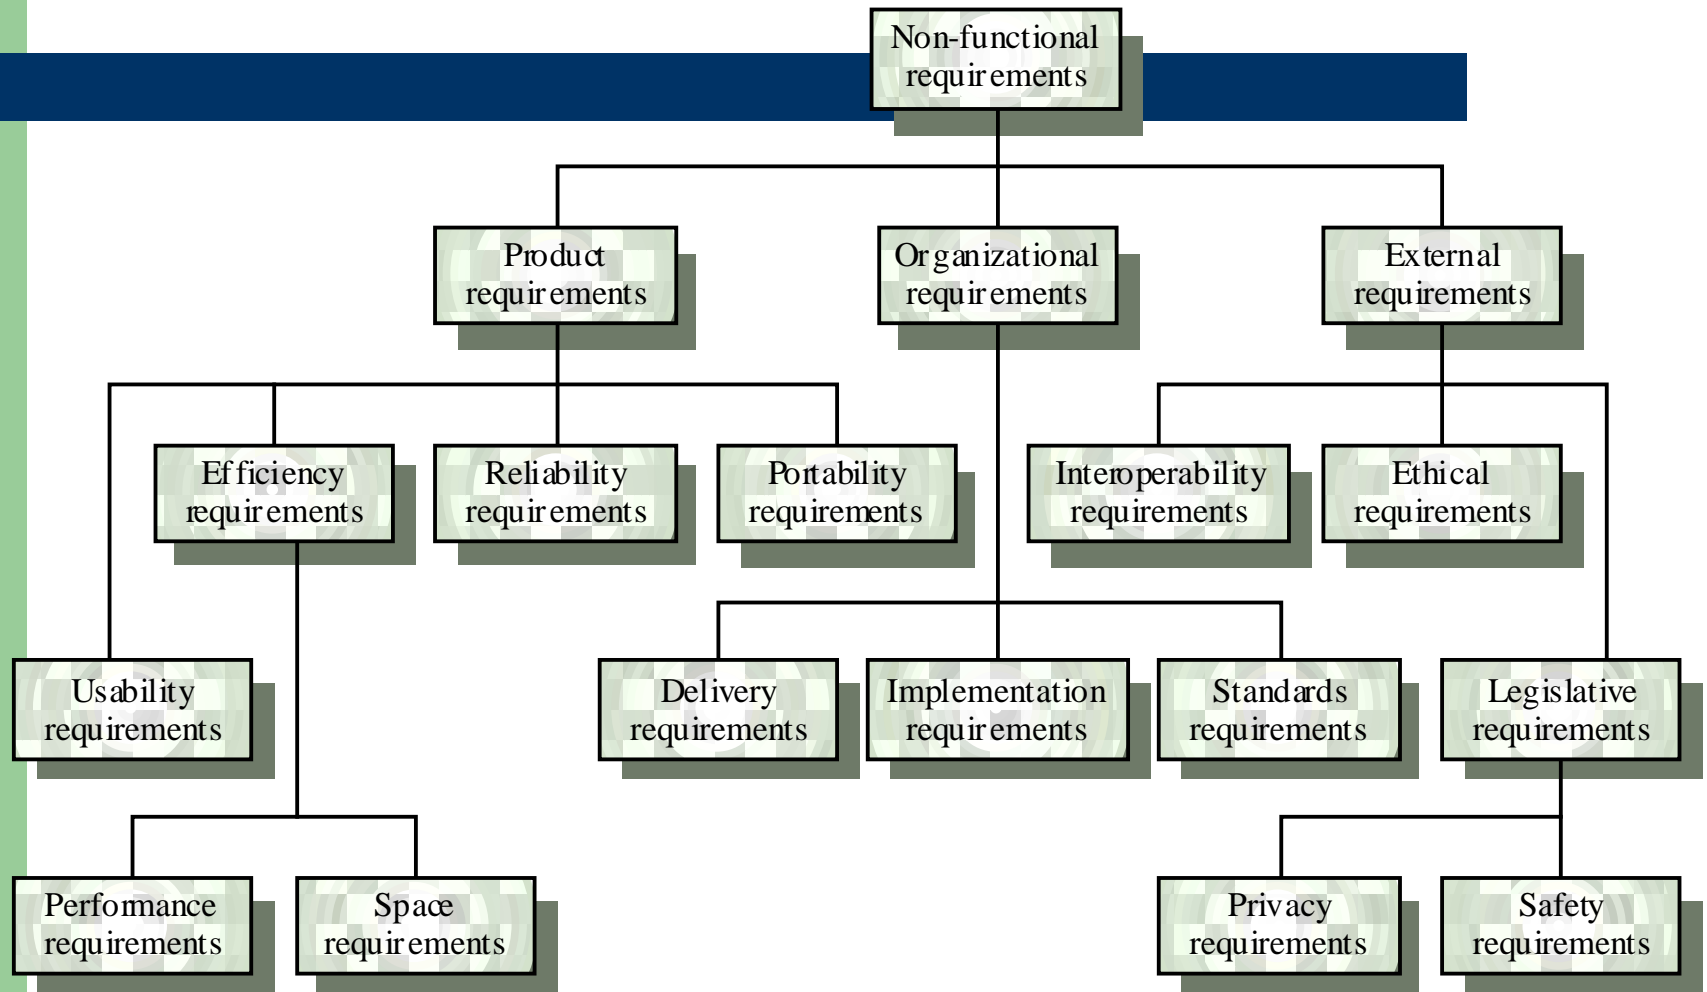 Non-functional
requirements
Product
requirements
Organizational
requirements
External
requirements
Efficiency
requirements
Reliability
requirements
Portability
requirements
Interoperability
requirements
Ethical
requirements
Usability
requirements
Delivery
requirements
Implementation
requirements
Standards
requirements
Legislative
requirements
Performance
requirements
Space
requirements
Privacy
requirements
Safety
requirements